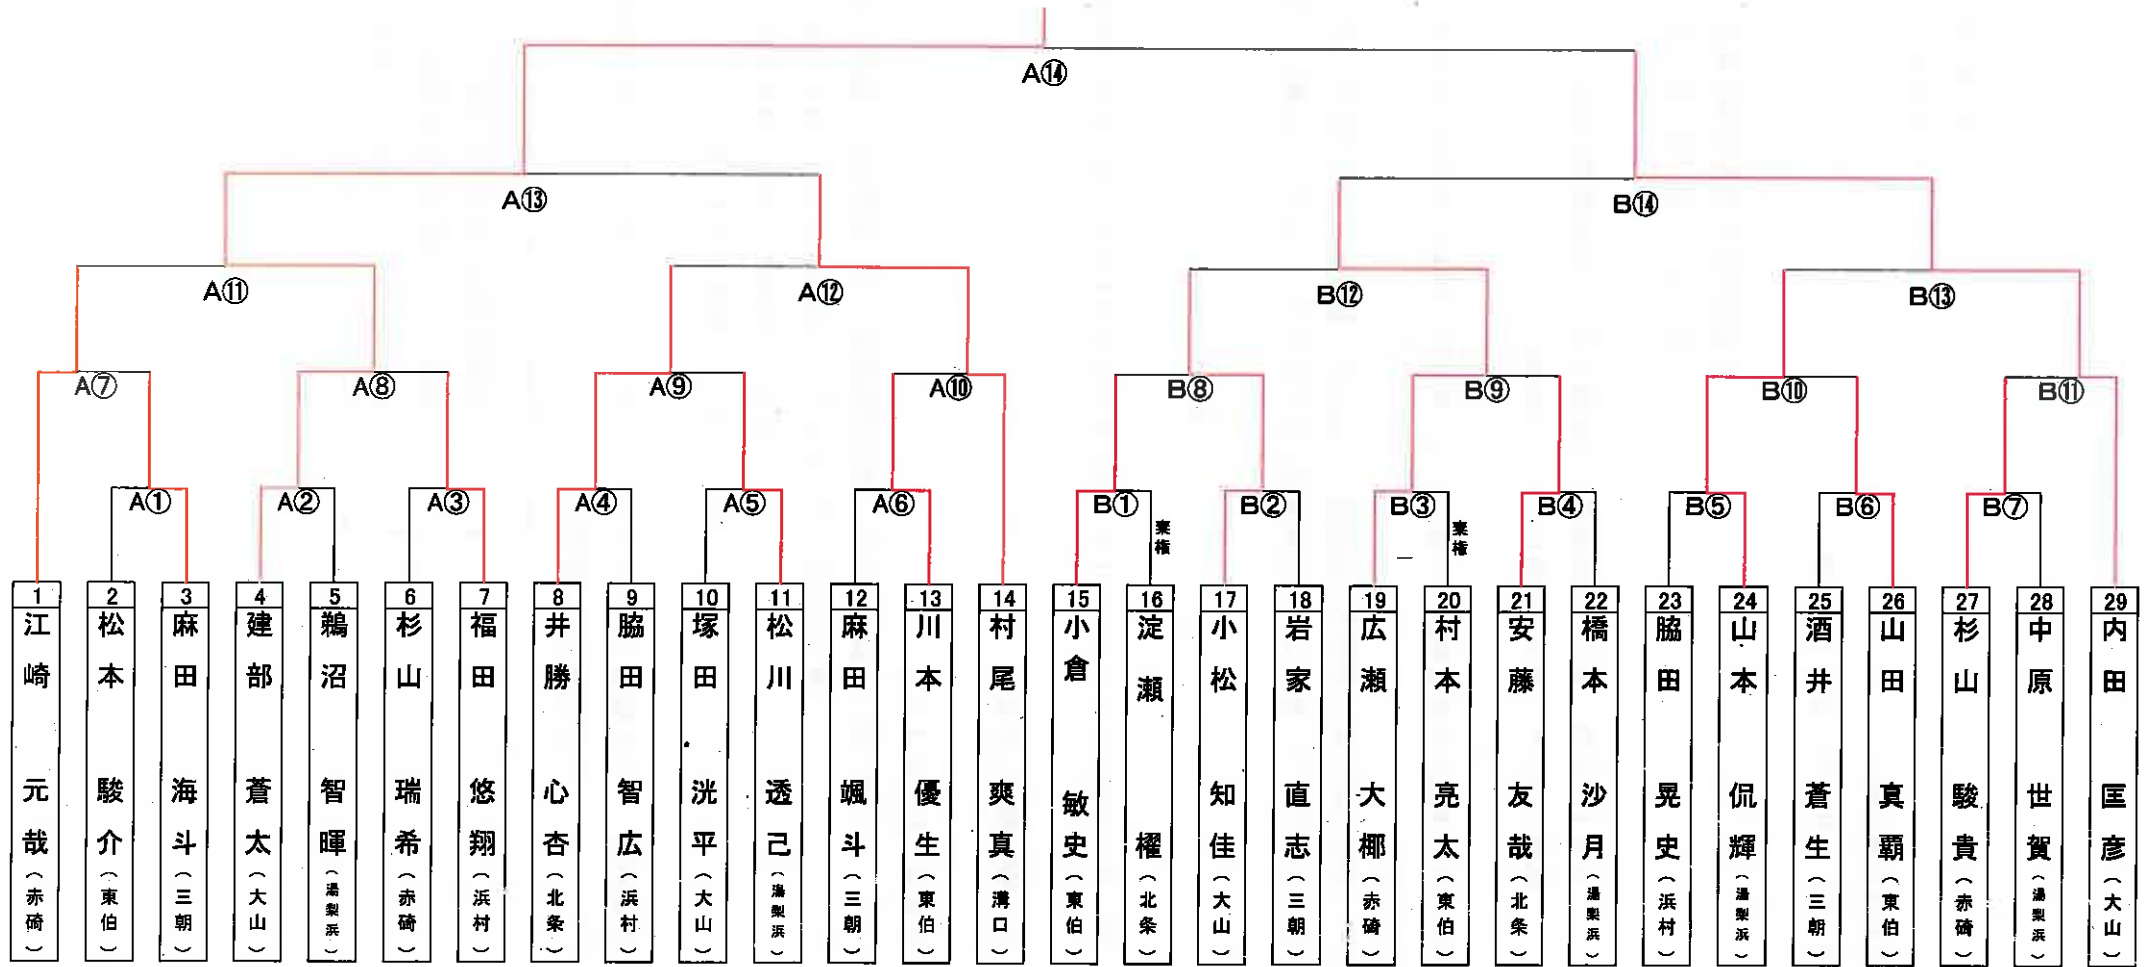 A⑭
A⑬
B⑭
A⑪
A⑫
B⑫
B⑬
A⑦
A⑧
A⑨
A⑩
B⑧
B⑨
B⑩
B⑪
A①
A②
A③
A④
A⑤
A⑥
B①
B②
B③
B④
B⑤
B⑥
B⑦
棄権
棄権
1 江崎 元哉 (赤碕)
2 松本 駿介 (東伯)
3 麻田 海斗 (三朝)
4 建部 蒼太 (大山)
5 鵜沼 智暉 (湯梨浜)
6 杉山 瑞希 (赤碕)
7 福田 悠翔 (浜村)
8 井勝 心杏 (北条)
9 脇田 智広 (浜村)
10 塚田 洸平 (大山)
11 松川 透己 (湯梨浜)
12 麻田 颯斗 (三朝)
13 川本 優生 (東伯)
14 村尾 爽真 (溝口)
15 小倉 敏史 (東伯)
16 淀瀬 櫂 (北条)
17 小松 知佳 (大山)
18 岩家 直志 (三朝)
19 広瀬 大椰 (赤碕)
20 村本 亮太 (東伯)
21 安藤 友哉 (北条)
22 橋本 沙月 (湯梨浜)
23 脇田 晃史 (浜村)
24 山本 侃輝 (湯梨浜)
25 酒井 蒼生 (三朝)
26 山田 真覇 (東伯)
27 杉山 駿貴 (赤碕)
28 中原 世賀 (湯梨浜)
29 内田 匡彦 (大山)